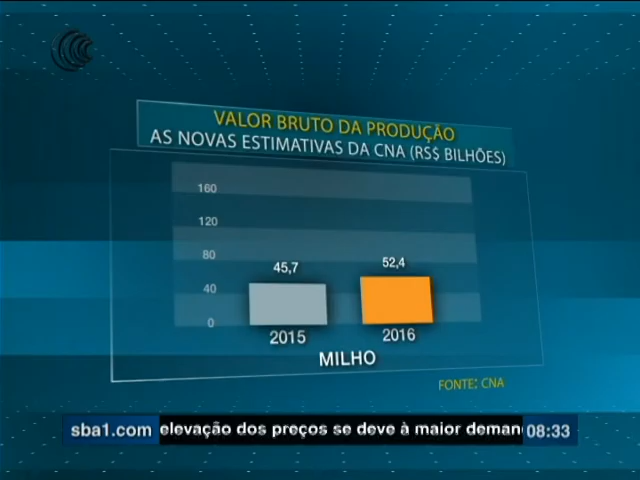 VALOR BRUTO DA PRODUÇÃO
AS NOVAS ESTIMATIVAS DA CNA (RS$ BILHÕES)
160
120
80
40
0
45,7
52,4
2015
2016
MILHO
FONTE: CNA
sba1.com elevação dos preços se deve à maior deman 08:33